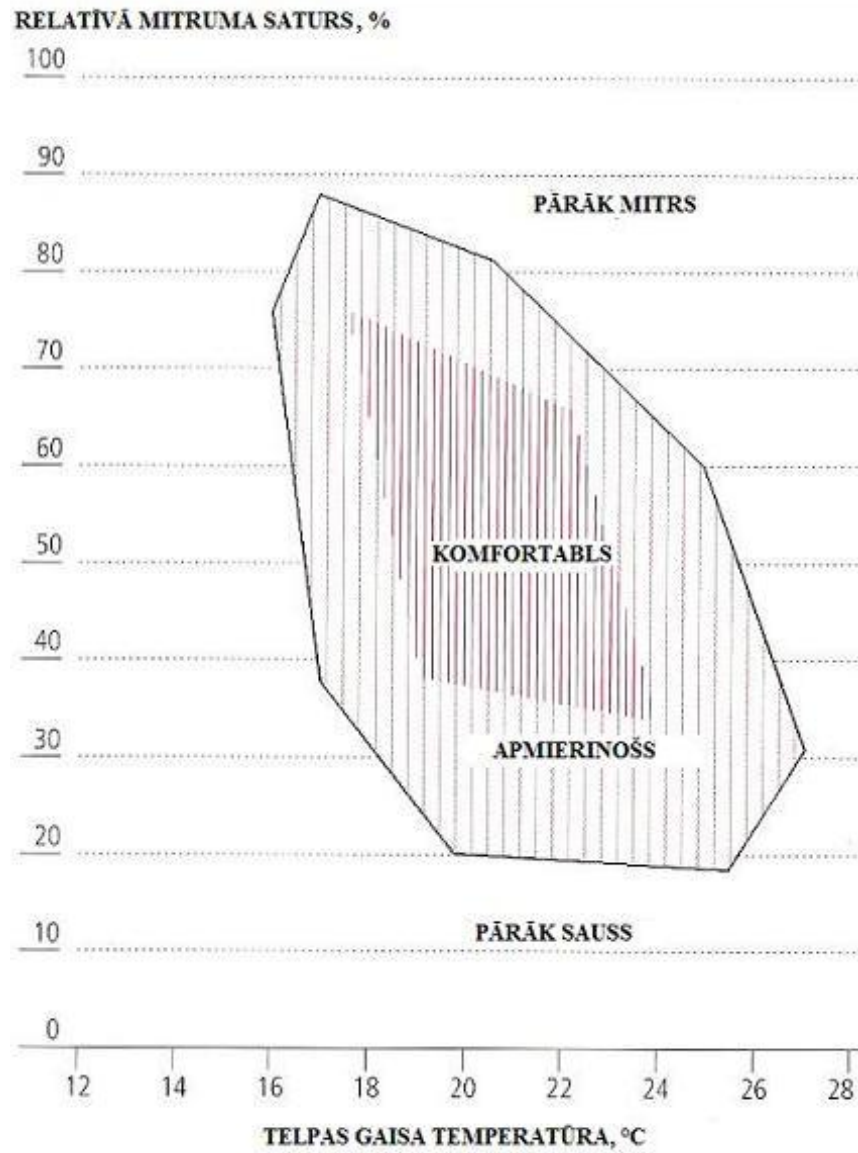 RELATĪVĀ MITRUMA SATURS, %
100
90
PĀRĀK MITRS
80
70
60
50
KOMFORTABLS
40
30
APMIERINOŠS
20
10
PĀRĀK SAUSS
0
12 14 16 18 20 22 24 26 28
TELPAS GAISA TEMPERATŪRA, °C